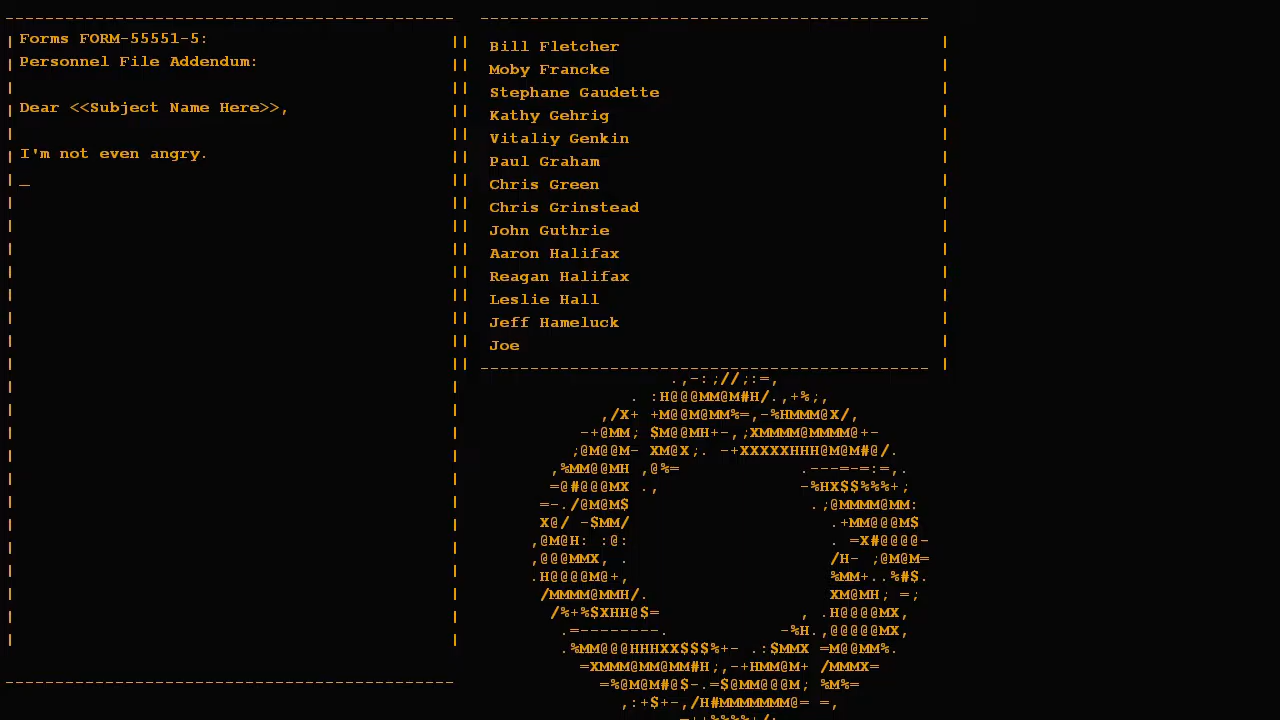 Forms FORM-55551-5:
Personnel File Addendum:
Dear <<Subject Name Here>>,
I'm not even angry.
_
Bill Fletcher
Moby Francke
Stephane Gaudette
Kathy Gehrig
Vitaliy Genkin
Paul Graham
Chris Green
Chris Grinstead
John Guthrie
Aaron Halifax
Reagan Halifax
Leslie Hall
Jeff Hameluck
Joe